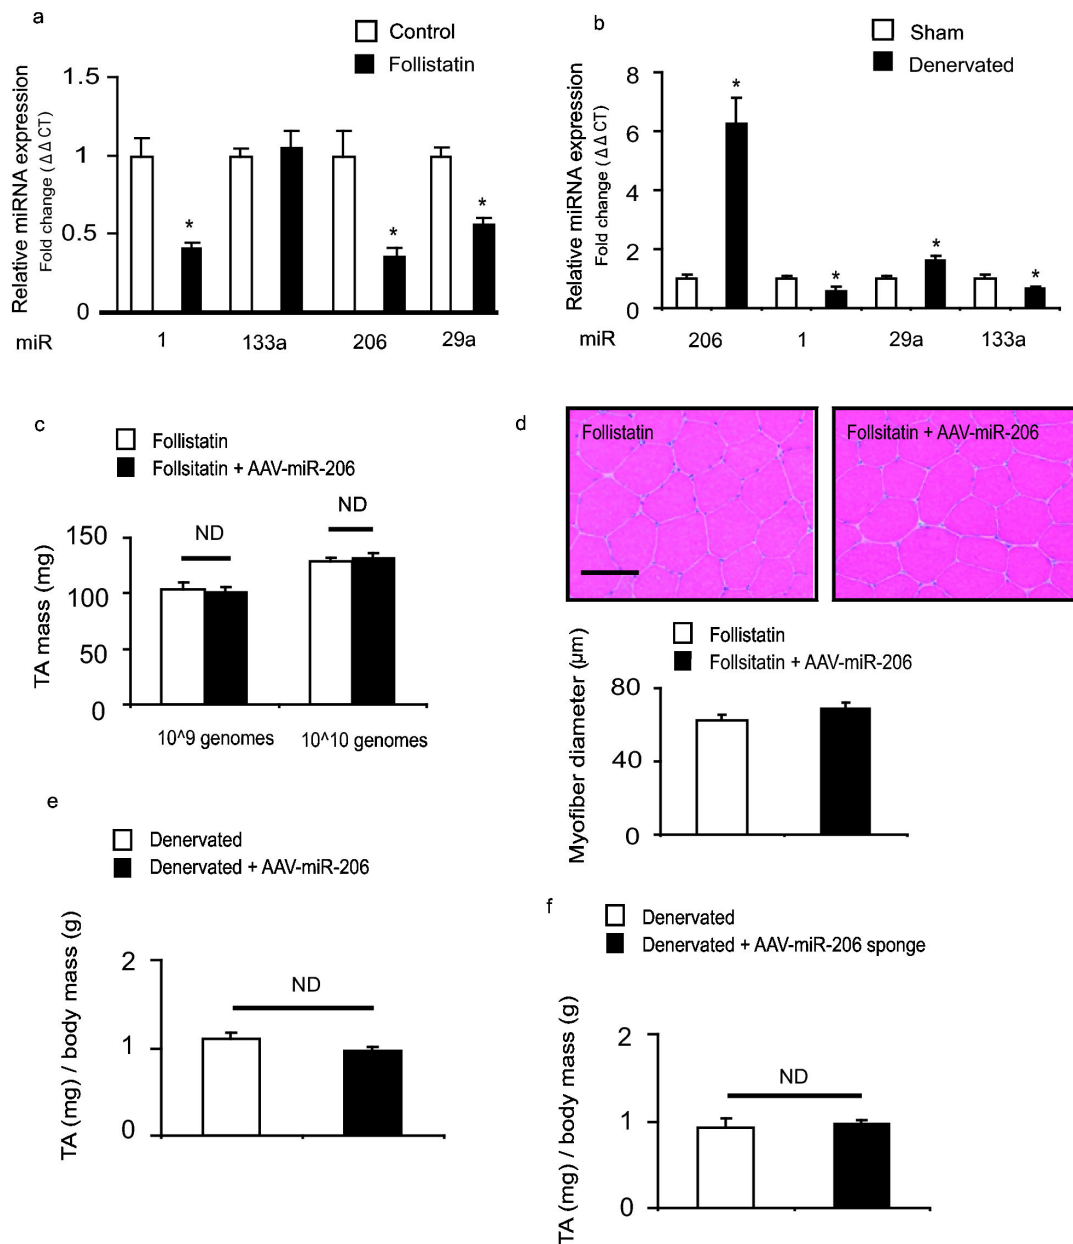 a
Control
Follistatin
Relative miRNA expression
Fold change (ΔΔCT)
1.5
1
0.5
0
*
*
*
miR 1 133a 206 29a
b
Sham
Denervated
Relative miRNA expression
Fold change (ΔΔCT)
8
6
4
2
0
*
*
*
*
miR 206 1 29a 133a
c
Follistatin
Follsitatin + AAV-miR-206
TA mass (mg)
150
100
50
0
ND
ND
10^9 genomes 10^10 genomes
d
Follistatin
Follsitatin + AAV-miR-206
Follistatin
Follsitatin + AAV-miR-206
Myofiber diameter (µm)
80
40
0
e
Denervated
Denervated + AAV-miR-206
TA (mg) / body mass (g)
2
1
0
ND
f
Denervated
Denervated + AAV-miR-206 sponge
TA (mg) / body mass (g)
2
1
0
ND